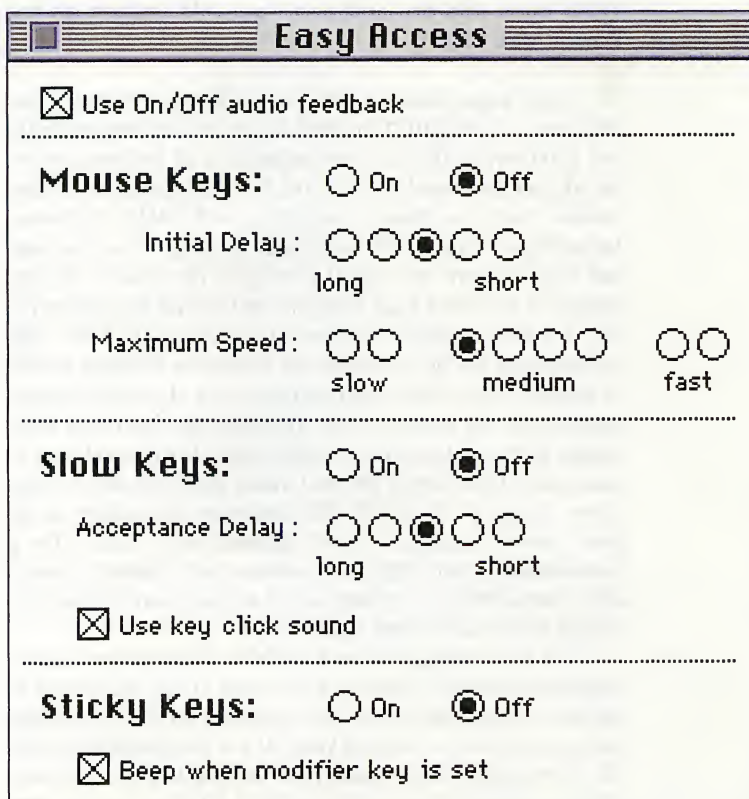 Easy Access
Use On/Off audio feedback
Mouse Keys: On Off
Initial Delay :
long short
Maximum Speed :
slow medium fast
Slow Keys: On Off
Acceptance Delay :
long short
Use key click sound
Sticky Keys: On Off
Beep when modifier key is set